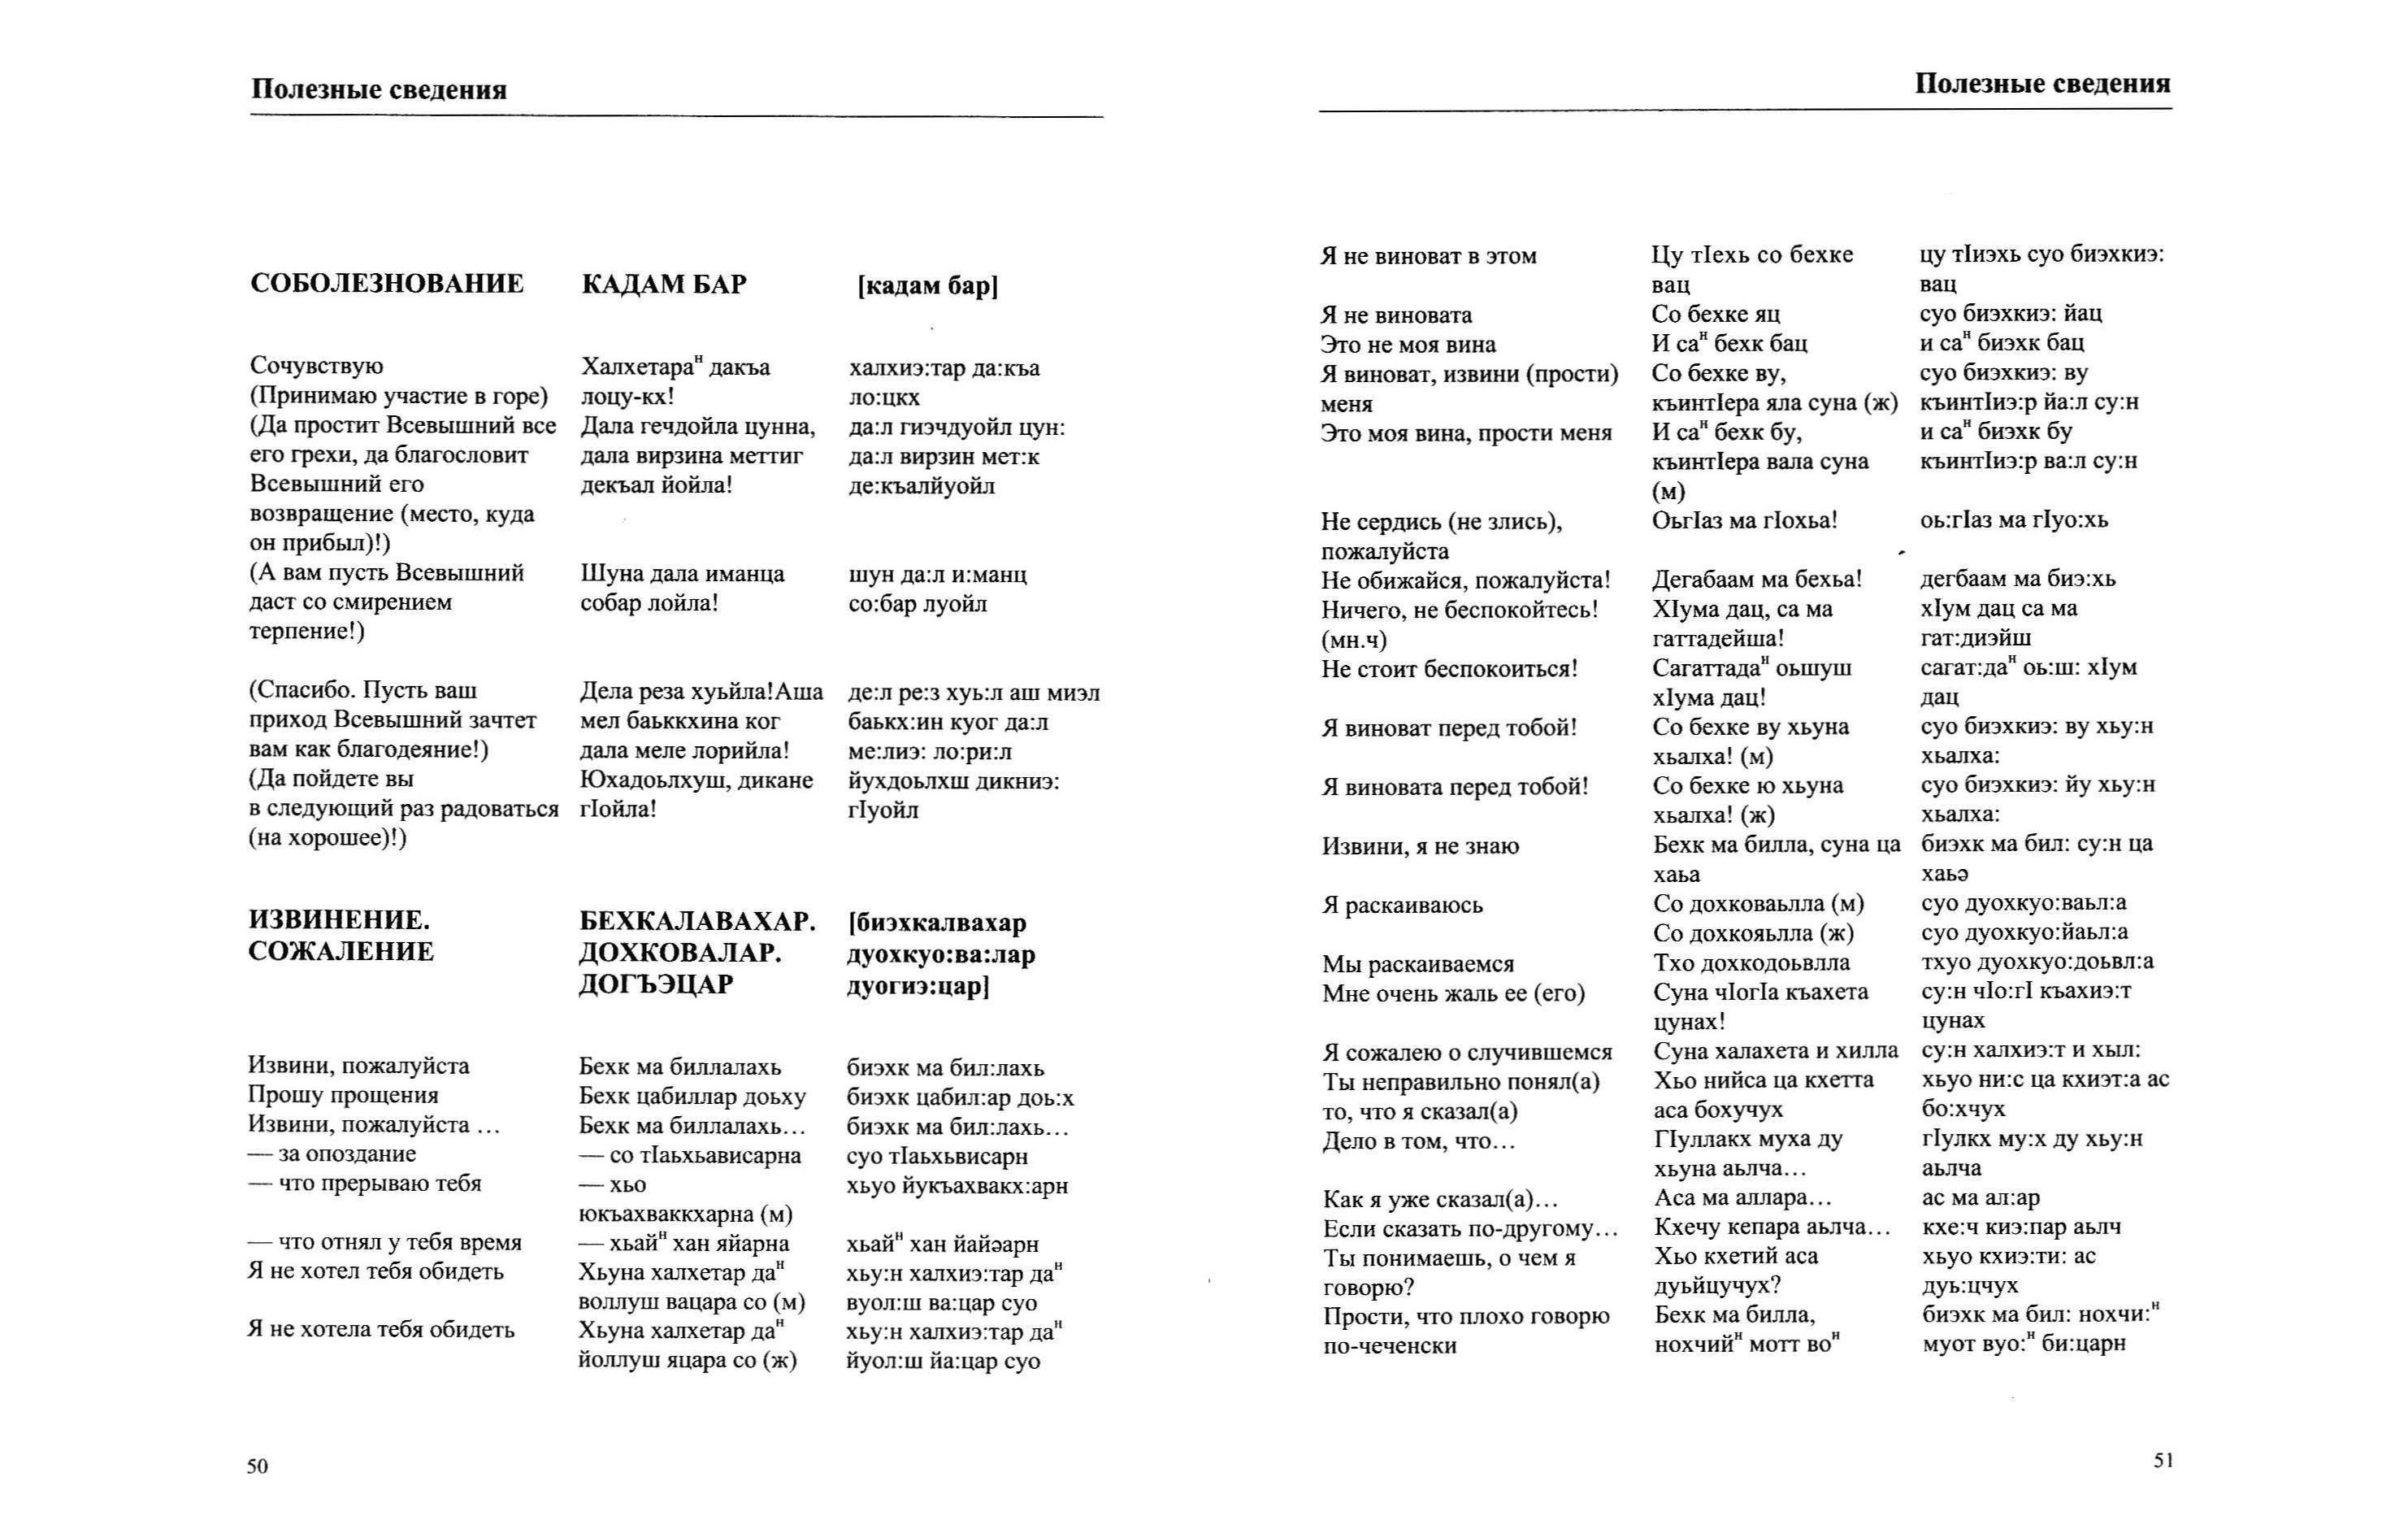 Полезные сведения
СОБОЛЕЗНОВАНИЕ КАДАМ БАР [кадам бар]
Сочувствую Халхетараᴴ дакъа халхиэ:тар да:къа
(Принимаю участие в горе) лоцу-кх! ло:цкх
(Да простит Всевышний все Дала гечдойла цунна, да:л гиэчдуойл цун:
его грехи, да благословит дала вирзина меттиг да:л вирзин мет:к
Всевышний его декъал йойла! де:къалйуойл
возвращение (место, куда
он прибыл)!)
(А вам пусть Всевышний Шуна дала иманца шун да:л и:манц
даст со смирением собар лойла! со:бар луойл
терпение!)
(Спасибо. Пусть ваш Дела реза хуьйла!Аша де:л ре:з хуь:л аш миэл
приход Всевышний зачтет мел баьккхина ког баькх:ин куог да:л
вам как благодеяние!) дала меле лорийла! ме:лиэ: ло:ри:л
(Да пойдете вы Юхадоьлхуш, дикане йухдоьлхш дикниэ:
в следующий раз радоваться гIойла! гIуойл
(на хорошее)!)
ИЗВИНЕНИЕ. БЕХКАЛАВАХАР. [биэхкалвахар
СОЖАЛЕНИЕ ДОХКОВАЛАР. дуохкуо:ва:лар
ДОГЪЭЦАР дуогиэ:цар]
Извини, пожалуйста Бехк ма биллалахь биэхк ма бил:лахь
Прошу прощения Бехк цабиллар доьху биэхк цабил:ар доь:х
Извини, пожалуйста ... Бехк ма биллалахь... биэхк ма бил:лахь...
— за опоздание — со тIаьхьависарна суо тIаьхьвисарн
— что прерываю тебя — хьо хьуо йукъахвакх:арн
юкъахваккхарна (м)
— что отнял у тебя время — хьайᴴ хан яйарна хьайᴴ хан йайəарн
Я не хотел тебя обидеть Хьуна халхетар даᴴ хьу:н халхиэ:тар даᴴ
воллуш вацара со (м) вуол:ш ва:цар суо
Я не хотела тебя обидеть Хьуна халхетар даᴴ хьу:н халхиэ:тар даᴴ
йоллуш яцара со (ж) йуол:ш йа:цар суо
50
Полезные сведения
Я не виноват в этом Цу тIехь со бехке цу тIиэхь суо биэхкиэ:
вац вац
Я не виновата Со бехке яц суо биэхкиэ: йац
Это не моя вина И саᴴ бехк бац и саᴴ биэхк бац
Я виноват, извини (прости) Со бехке ву, суо биэхкиэ: ву
меня къинтIера яла суна (ж) къинтIиэ:р йа:л су:н
Это моя вина, прости меня И саᴴ бехк бу, и саᴴ биэхк бу
къинтIера вала суна къинтIиэ:р ва:л су:н
(м)
Не сердись (не злись), ОьгIаз ма гIохьа! оь:гIаз ма гIуо:хь
пожалуйста
Не обижайся, пожалуйста! Дегабаам ма бехьа! дегбаам ма биэ:хь
Ничего, не беспокойтесь! ХIума дац, са ма хIум дац са ма
(мн.ч) гаттадейша! гат:диэйш
Не стоит беспокоиться! Сагаттадаᴴ оьшуш сагат:даᴴ оь:ш: хIум
хIума дац! дац
Я виноват перед тобой! Со бехке ву хьуна суо биэхкиэ: ву хьу:н
хьалха! (м) хьалха:
Я виновата перед тобой! Со бехке ю хьуна суо биэхкиэ: йу хьу:н
хьалха! (ж) хьалха:
Извини, я не знаю Бехк ма билла, суна ца биэхк ма бил: су:н ца
хаьа хаьə
Я раскаиваюсь Со дохковаьлла (м) суо дуохкуо:ваьл:а
Со дохкояьлла (ж) суо дуохкуо:йаьл:а
Мы раскаиваемся Тхо дохкодоьвлла тхуо дуохкуо:доьвл:а
Мне очень жаль ее (его) Суна чIогIа къахета су:н чIо:гI къахиэ:т
цунах! цунах
Я сожалею о случившемся Суна халахета и хилла су:н халхиэ:т и хыл:
Ты неправильно понял(а) Хьо нийса ца кхетта хьуо ни:с ца кхиэт:а ас
то, что я сказал(а) аса бохучух бо:хчух
Дело в том, что... ГIуллакх муха ду гIулкх му:х ду хьу:н
хьуна аьлча... аьлча
Как я уже сказал(а)... Аса ма аллара... ас ма ал:ар
Если сказать по-другому... Кхечу кепара аьлча... кхе:ч киэ:пар аьлч
Ты понимаешь, о чем я Хьо кхетий аса хьуо кхиэ:ти: ас
говорю? дуьйцучух? дуь:цчух
Прости, что плохо говорю Бехк ма билла, биэхк ма бил: нохчи:ᴴ
по-чеченски нохчийᴴ мотт воᴴ муот вуо:ᴴ би:царн
51